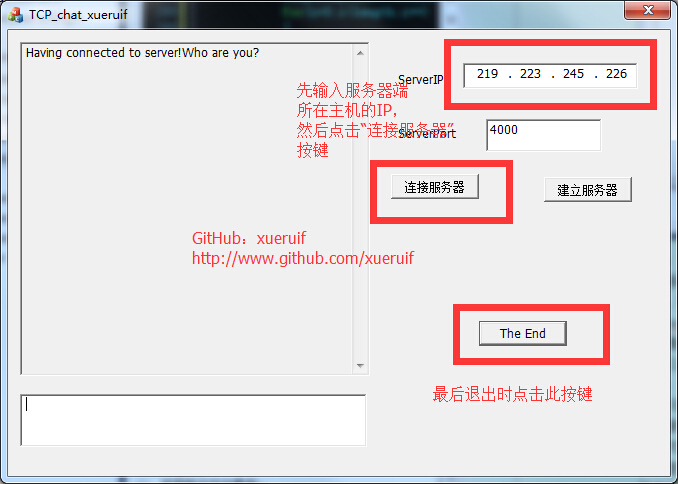 TCP_chat_xueruif
Having connected to server!Who are you?
ServerIP
219 . 223 . 245 . 226
先输入服务器端
所在主机的IP,
然后点击“连接服务器”
按键
ServerPort
4000
连接服务器
建立服务器
GitHub：xueruif
http://www.github.com/xueruif
The End
最后退出时点击此按键